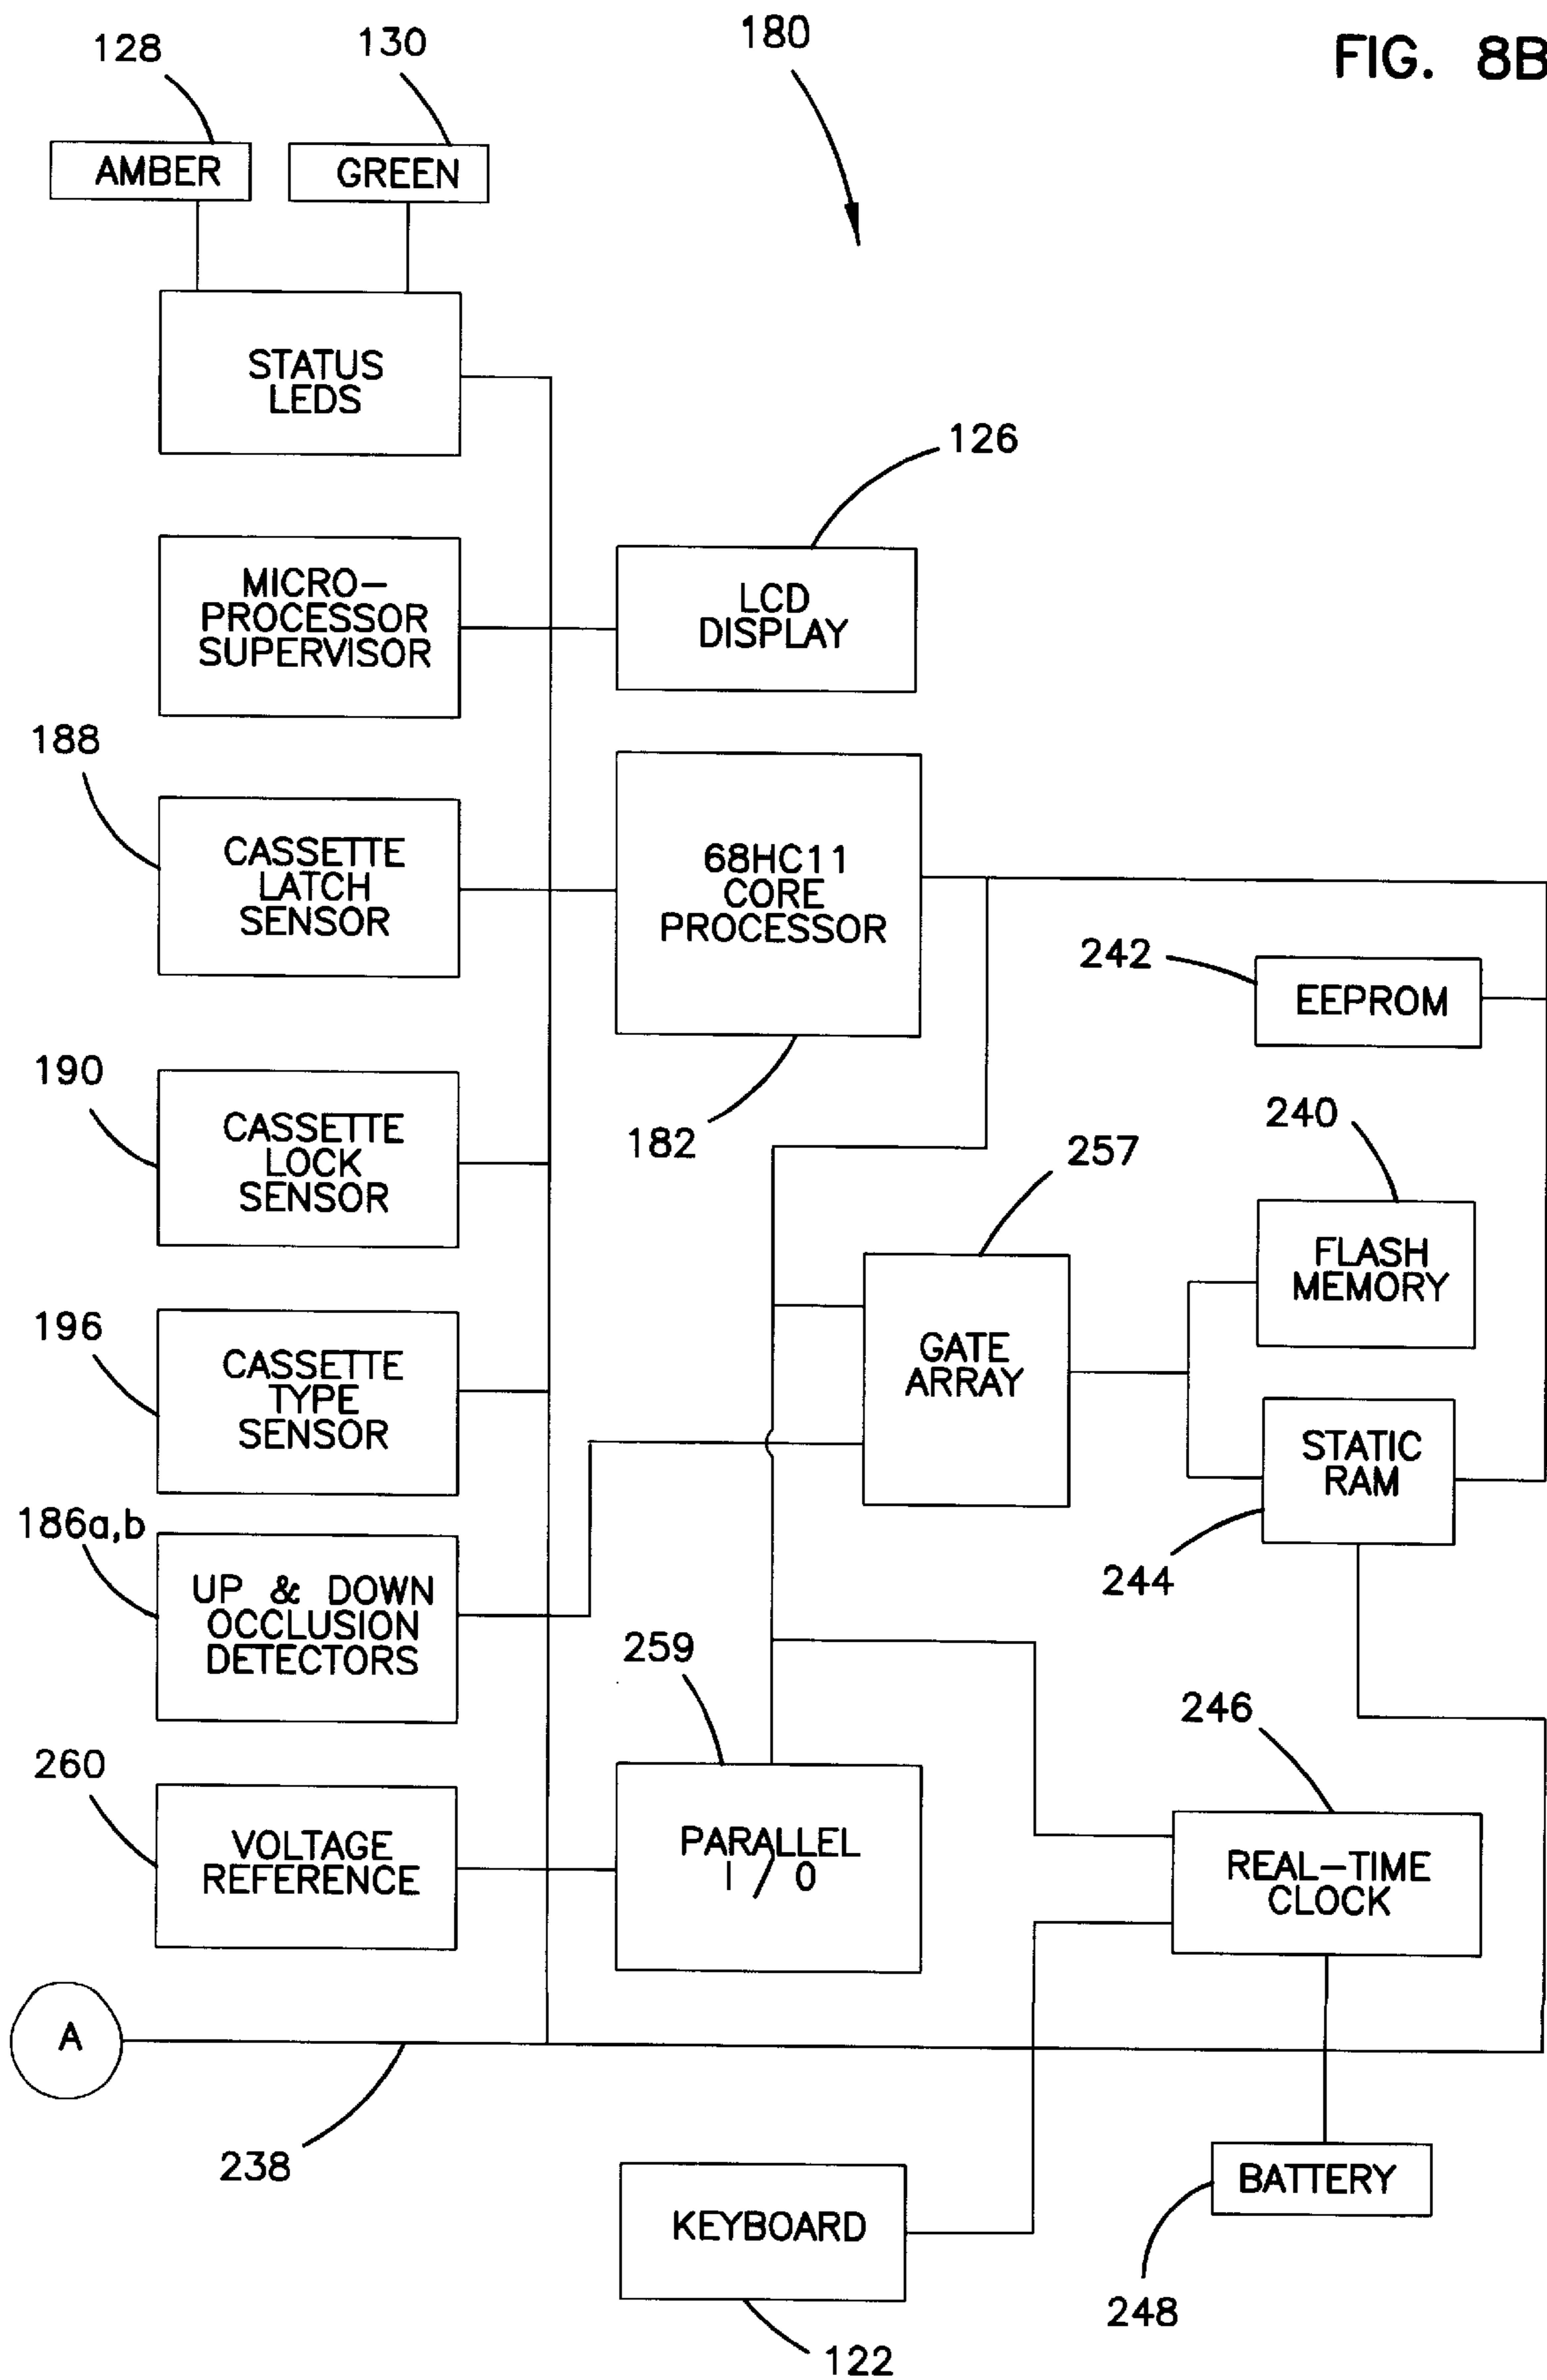 FIG. 8B
128
130
180
AMBER
GREEN
STATUS
LEDS
126
MICRO-
PROCESSOR
SUPERVISOR
LCD
DISPLAY
188
CASSETTE
LATCH
SENSOR
68HC11
CORE
PROCESSOR
182
242
EEPROM
190
CASSETTE
LOCK
SENSOR
257
240
FLASH
MEMORY
196
CASSETTE
TYPE
SENSOR
GATE
ARRAY
STATIC
RAM
244
186a,b
UP & DOWN
OCCLUSION
DETECTORS
259
246
260
VOLTAGE
REFERENCE
PARALLEL
I / O
REAL-TIME
CLOCK
A
238
KEYBOARD
122
BATTERY
248